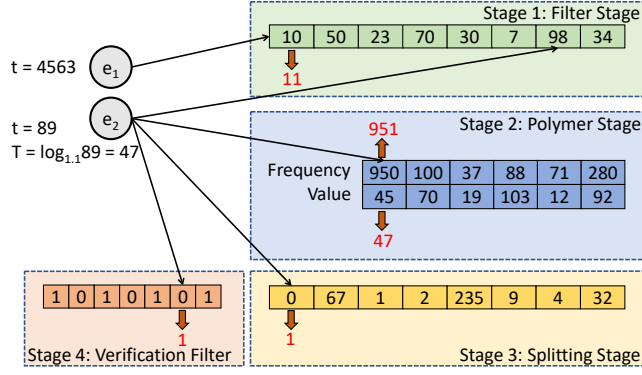 Stage 1: Filter Stage
10 50 23 70 30 7 98 34
11
t = 4563
e1
e2
t = 89
T = log1.189 = 47
Stage 2: Polymer Stage
951
Frequency 950 100 37 88 71 280
Value 45 70 19 103 12 92
47
1 0 1 0 1 0 1
1
Stage 4: Verification Filter
0 67 1 2 235 9 4 32
1
Stage 3: Splitting Stage